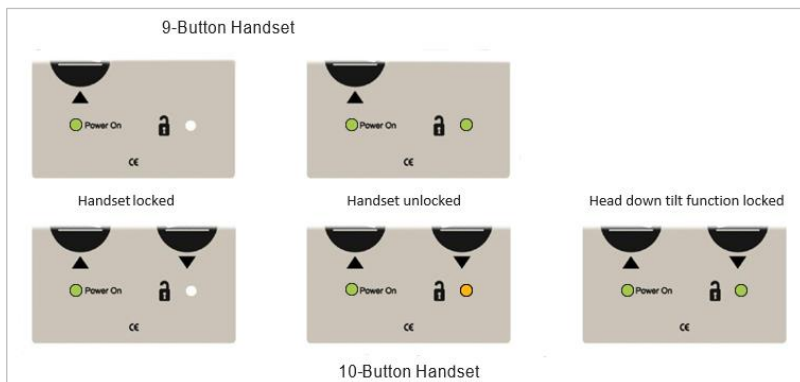 9-Button Handset
Power On
CE
Power On
CE
Handset locked
Handset unlocked
Head down tilt function locked
Power On
CE
Power On
CE
Power On
CE
10-Button Handset